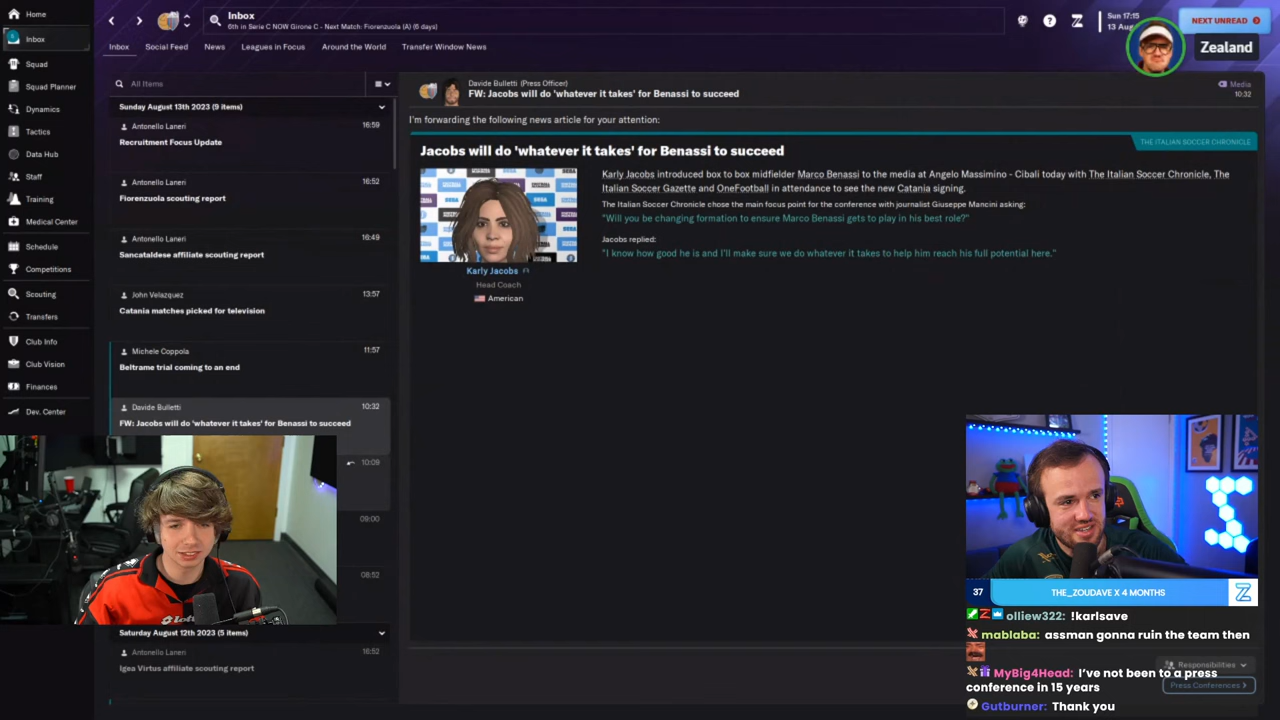 Home
Inbox
Squad
Squad Planner
Dynamics
Tactics
Data Hub
Staff
Training
Medical Center
Schedule
Competitions
Scouting
Transfers
Club Info
Club Vision
Finances
Dev. Center
Inbox
6th in Serie C NOW Girone C - Next Match: Fiorenzuola (A) (6 days)
Sun 17:15
13 Aug
NEXT UNREAD
Zealand
Inbox
Social Feed
News
Leagues in Focus
Around the World
Transfer Window News
All Items
Sunday August 13th 2023 (9 items)
Antonello Laneri
16:59
Recruitment Focus Update
Antonello Laneri
16:52
Fiorenzuola scouting report
Antonello Laneri
16:49
Sancataldese affiliate scouting report
John Velazquez
13:57
Catania matches picked for television
Michele Coppola
11:57
Beltrame trial coming to an end
Davide Bulletti
10:32
FW: Jacobs will do 'whatever it takes' for Benassi to succeed
10:09
09:00
08:52
Saturday August 12th 2023 (5 items)
Antonello Laneri
16:52
Igea Virtus affiliate scouting report
Davide Bulletti (Press Officer)
FW: Jacobs will do 'whatever it takes' for Benassi to succeed
Media
10:32
I'm forwarding the following news article for your attention:
THE ITALIAN SOCCER CHRONICLE
Jacobs will do 'whatever it takes' for Benassi to succeed
SEGA
Karly Jacobs
Head Coach
American
Karly Jacobs introduced box to box midfielder Marco Benassi to the media at Angelo Massimino - Cibali today with The Italian Soccer Chronicle, The
Italian Soccer Gazette and OneFootball in attendance to see the new Catania signing.
The Italian Soccer Chronicle chose the main focus point for the conference with journalist Giuseppe Mancini asking:
"Will you be changing formation to ensure Marco Benassi gets to play in his best role?"
Jacobs replied:
"I know how good he is and I'll make sure we do whatever it takes to help him reach his full potential here."
37
THE_ZOUDAVE X 4 MONTHS
olliew322: !karlsave
mablaba: assman gonna ruin the team then
MyBig4Head: I've not been to a press
conference in 15 years
Gutburner: Thank you
Responsibilities
Press Conferences